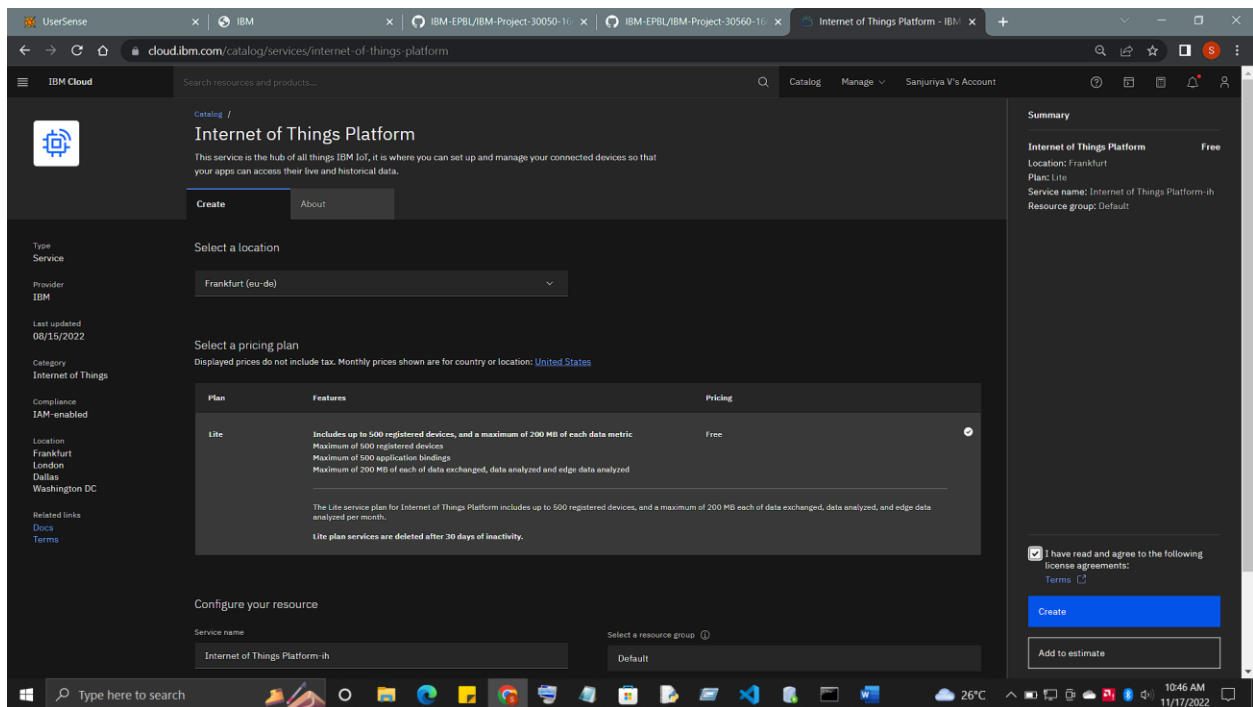 UserSense
IBM
IBM-EPBL/IBM-Project-30050-16
IBM-EPBL/IBM-Project-30560-16
Internet of Things Platform - IBM
cloud.ibm.com/catalog/services/internet-of-things-platform
S
IBM Cloud
Search resources and products...
Catalog
Manage
Sanjuriya V's Account
Catalog /
Internet of Things Platform
This service is the hub of all things IBM IoT, it is where you can set up and manage your connected devices so that
your apps can access their live and historical data.
Create
About
Type
Service
Provider
IBM
Last updated
08/15/2022
Category
Internet of Things
Compliance
IAM-enabled
Location
Frankfurt
London
Dallas
Washington DC
Related links
Docs
Terms
Select a location
Frankfurt (eu-de)
Select a pricing plan
Displayed prices do not include tax. Monthly prices shown are for country or location: United States
Plan
Features
Pricing
Lite
Includes up to 500 registered devices, and a maximum of 200 MB of each data metric
Free
Maximum of 500 registered devices
Maximum of 500 application bindings
Maximum of 200 MB of each of data exchanged, data analyzed and edge data analyzed
The Lite service plan for Internet of Things Platform includes up to 500 registered devices, and a maximum of 200 MB each of data exchanged, data analyzed, and edge data
analyzed per month.
Lite plan services are deleted after 30 days of inactivity.
Configure your resource
Service name
Internet of Things Platform-ih
Select a resource group
Default
Summary
Internet of Things Platform
Free
Location: Frankfurt
Plan: Lite
Service name: Internet of Things Platform-ih
Resource group: Default
I have read and agree to the following
license agreements:
Terms
Create
Add to estimate
Type here to search
26°C
10:46 AM
11/17/2022